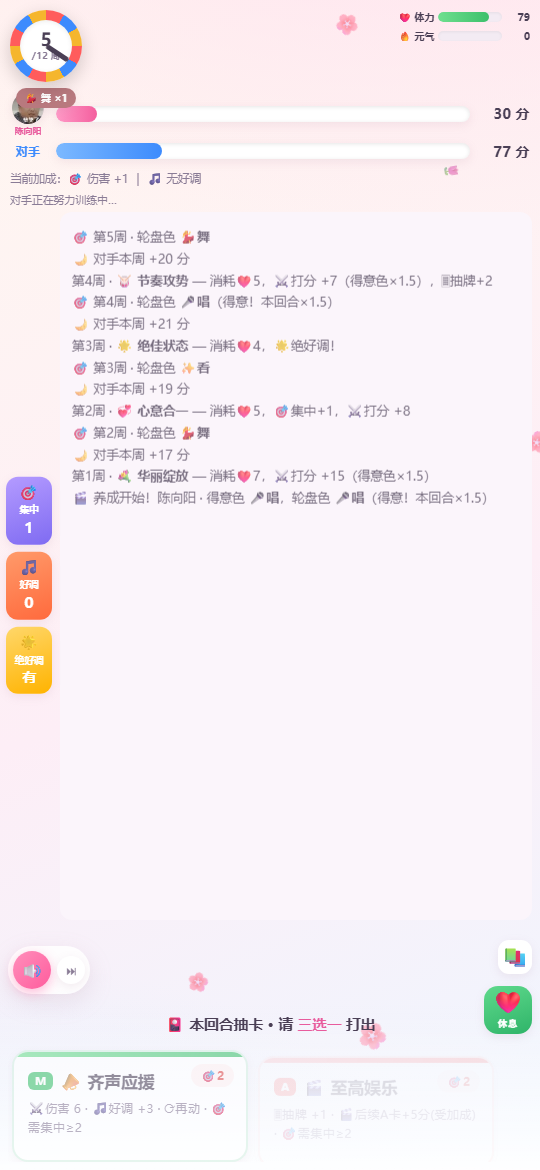 5
/12 周
体力 79
元气 0
舞 ×1
陈向阳
30 分
对手
77 分
当前加成： 伤害 +1 | 无好调
对手正在努力训练中...
第5周 · 轮盘色 舞
对手本周 +20 分
第4周 · 节奏攻势 — 消耗 5, 打分 +7（得意色×1.5）, 抽牌+2
第4周 · 轮盘色 唱（得意！本回合×1.5）
对手本周 +21 分
第3周 · 绝佳状态 — 消耗 4, 绝好调！
第3周 · 轮盘色 看
对手本周 +19 分
第2周 · 心意合一 — 消耗 5, 集中+1, 打分 +8
第2周 · 轮盘色 舞
对手本周 +17 分
第1周 · 华丽绽放 — 消耗 7, 打分 +15（得意色×1.5）
养成开始！陈向阳 · 得意色 唱, 轮盘色 唱（得意！本回合×1.5）
集中
1
好调
0
绝好调
有
休息
本回合抽卡 • 请 三选一 打出
M 齐声应援 2
伤害 6 · 好调 +3 · 再动 ·
需集中≥2
A 至高娱乐 2
抽牌 +1 · 后续A卡+5分(受加成)
· 需集中≥2